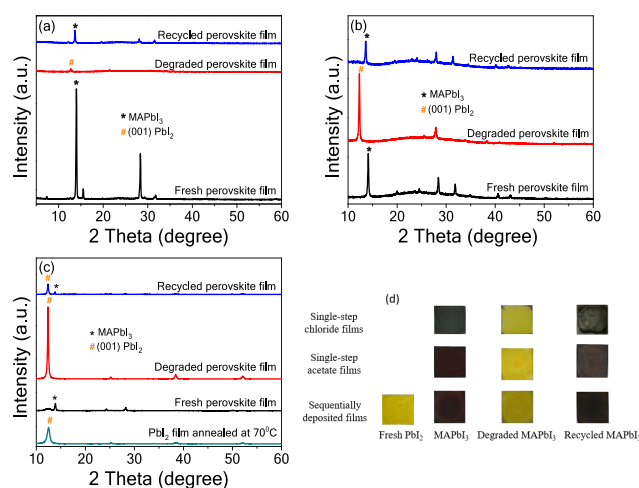 (a)
*
Recycled perovskite film
Degraded perovskite film
#
*
* MAPbI₃
# (001) PbI₂
Fresh perovskite film
Intensity (a.u.)
10 20 30 40 50 60
2 Theta (degree)
(b)
*
Recycled perovskite film
#
* MAPbI₃
# (001) PbI₂
Degraded perovskite film
*
Fresh perovskite film
Intensity (a.u.)
10 20 30 40 50 60
2 Theta (degree)
(c)
#
*
Recycled perovskite film
#
* MAPbI₃
# (001) PbI₂
Degraded perovskite film
*
Fresh perovskite film
#
PbI₂ film annealed at 70⁰C
Intensity (a.u.)
10 20 30 40 50 60
2 Theta (degree)
(d)
Single-step
chloride films
Single-step
acetate films
Sequentially
deposited films
Fresh PbI₂ MAPbI₃ Degraded MAPbI₃ Recycled MAPbI₃